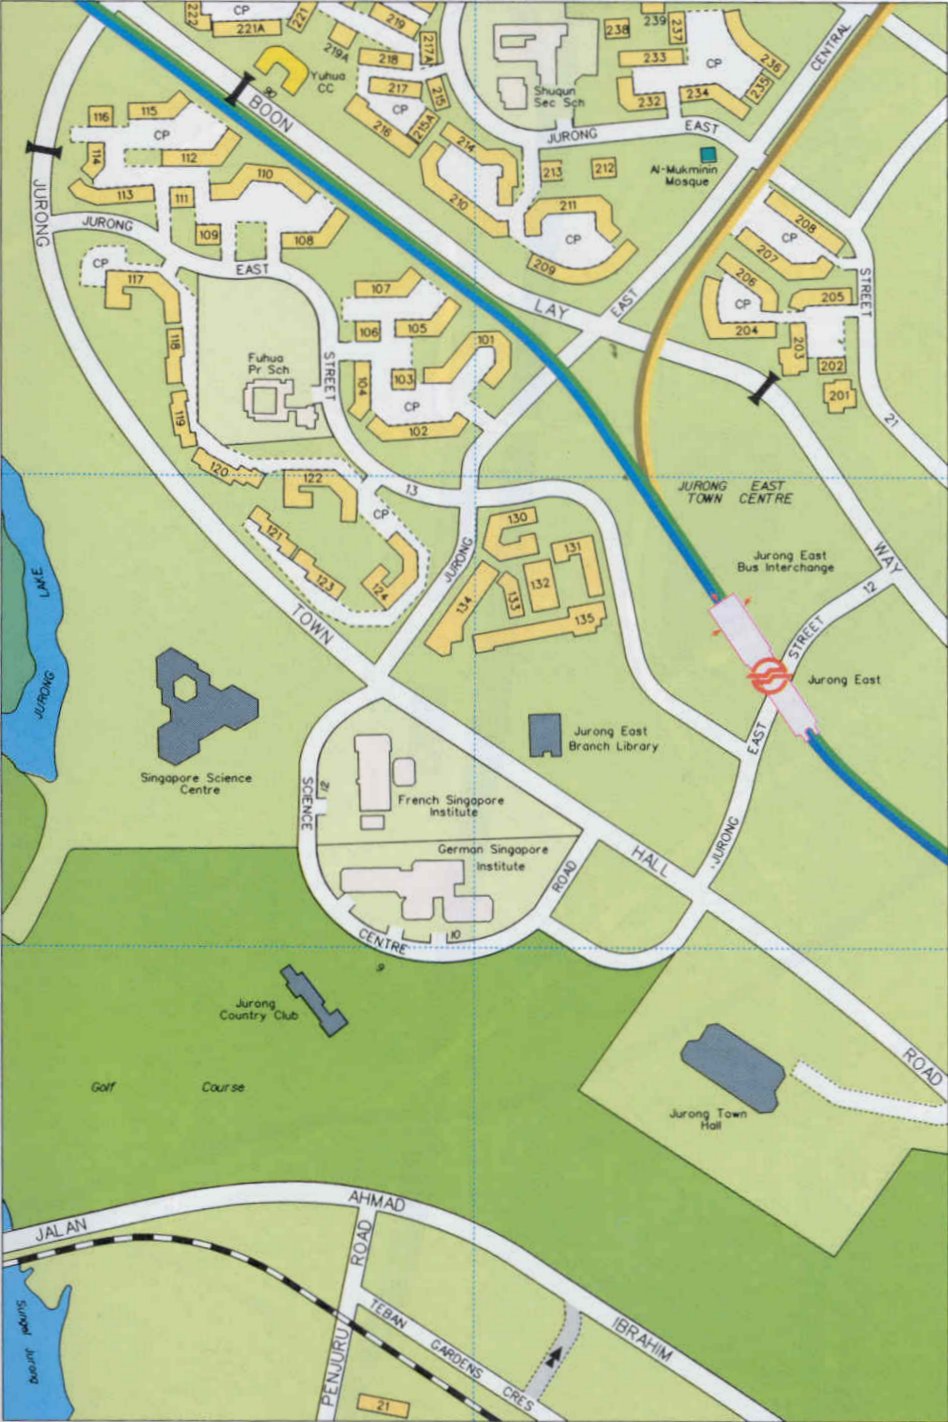 222
CP
221A
221
219
219A
217A
218
217
CP
215
215A
216
Yuhua
CC
90
BOON
238
239
237
233
CP
236
235
232
234
Shuqun
Sec Sch
CENTRAL
JURONG EAST
Al-Mukminin
Mosque
116
115
CP
114
112
113
111
110
109
108
JURONG
JURONG
EAST
STREET
13
214
213
212
210
211
CP
209
LAY
EAST
208
CP
207
206
CP
205
204
203
202
201
STREET
21
CP
117
118
119
120
107
106
105
101
104
103
CP
102
Fuhua
Pr Sch
122
CP
121
123
124
JURONG EAST
TOWN CENTRE
Jurong East
Bus Interchange
WAY
130
131
132
133
134
135
JURONG
STREET 12
Jurong East
EAST
JURONG
LAKE
JURONG
TOWN
Singapore Science
Centre
Jurong East
Branch Library
SCIENCE
12
French Singapore
Institute
German Singapore
Institute
ROAD
HALL
CENTRE
10
9
Jurong
Country Club
Golf Course
ROAD
Jurong Town
Hall
JALAN
AHMAD
IBRAHIM
ROAD
PENJURU
TEBAN
GARDENS
CRES
Sungei Jurong
21